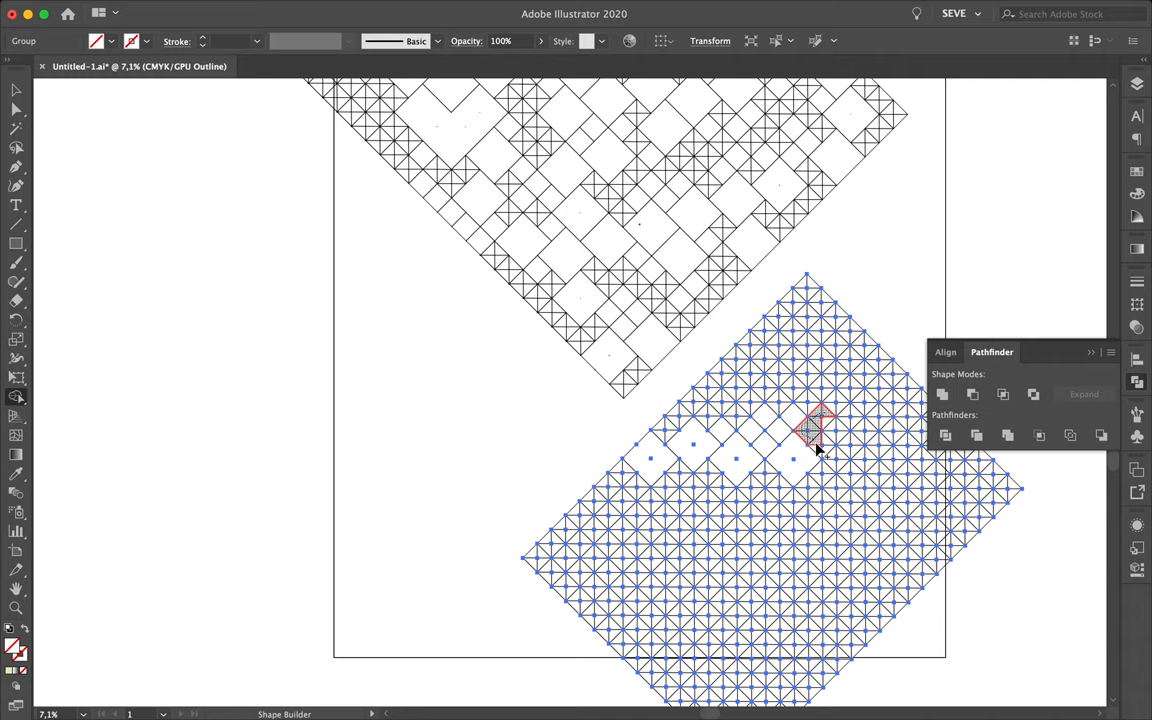 Adobe Illustrator 2020
SEVE
Search Adobe Stock
Group
Stroke:
Basic
Opacity:
100%
Style:
Transform
× Untitled-1.ai* @ 7,1% (CMYK/GPU Outline)
Align
Pathfinder
Shape Modes:
Expand
Pathfinders:
7,1%
1
Shape Builder